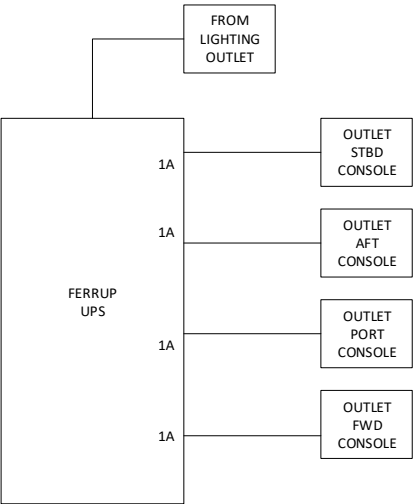 FROM
LIGHTING
OUTLET
1A
OUTLET
STBD
CONSOLE
1A
OUTLET
AFT
CONSOLE
FERRUP
UPS
1A
OUTLET
PORT
CONSOLE
1A
OUTLET
FWD
CONSOLE